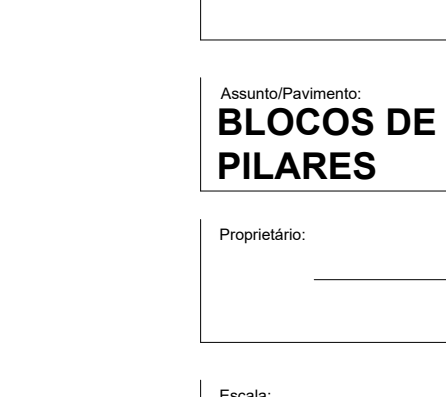 Assunto/Pavimento:
BLOCOS DE
PILARES
Proprietário:
Escala: